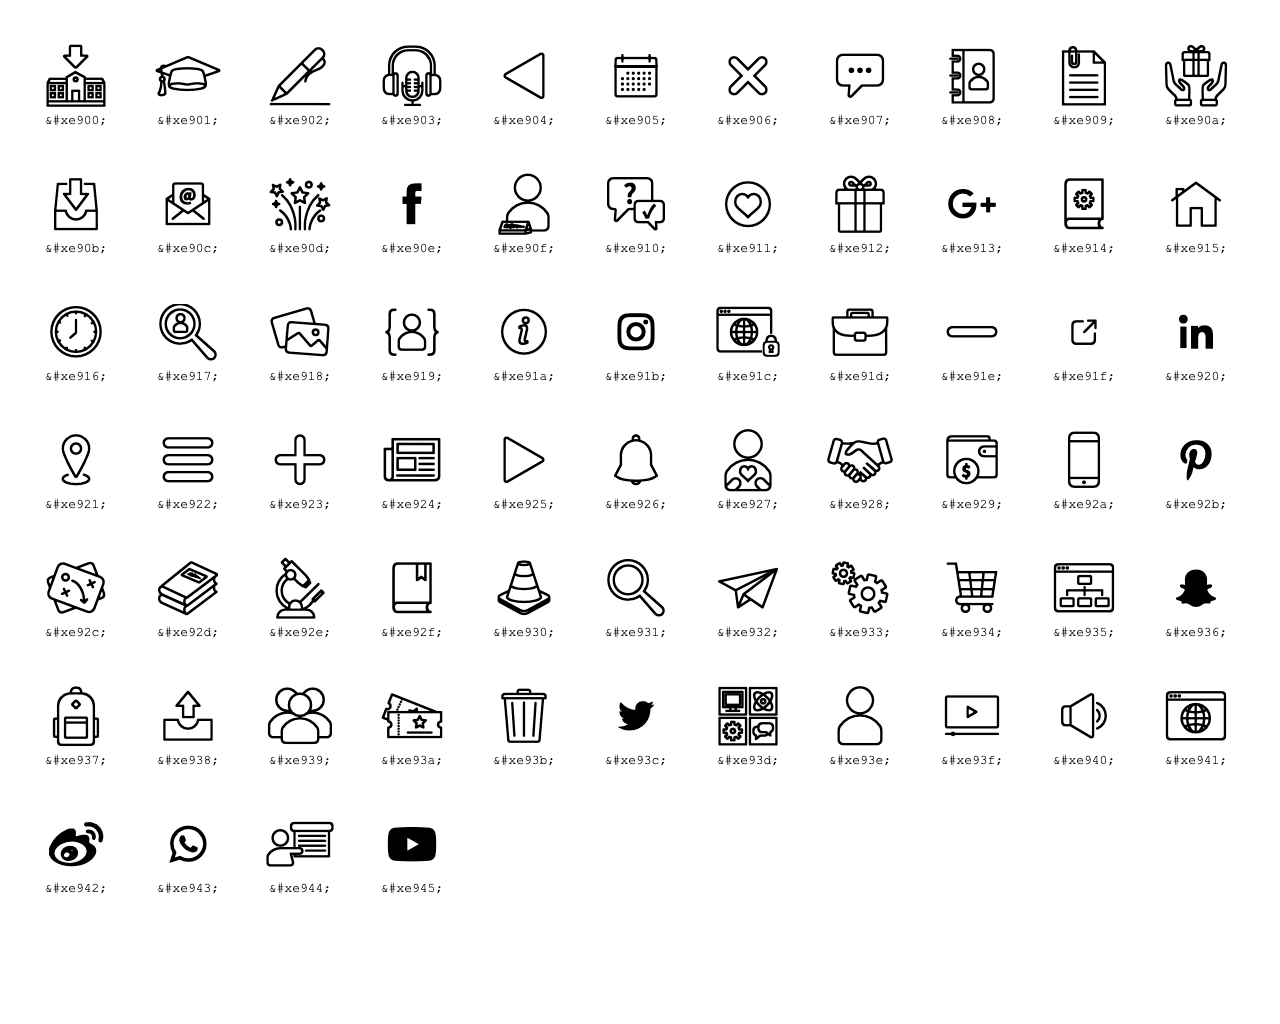 &#xe900; &#xe901; &#xe902; &#xe903; &#xe904; &#xe905; &#xe906; &#xe907; &#xe908; &#xe909; &#xe90a;
@ ? G+
&#xe90b; &#xe90c; &#xe90d; &#xe90e; &#xe90f; &#xe910; &#xe911; &#xe912; &#xe913; &#xe914; &#xe915;
i in
&#xe916; &#xe917; &#xe918; &#xe919; &#xe91a; &#xe91b; &#xe91c; &#xe91d; &#xe91e; &#xe91f; &#xe920;
$
&#xe921; &#xe922; &#xe923; &#xe924; &#xe925; &#xe926; &#xe927; &#xe928; &#xe929; &#xe92a; &#xe92b;
&#xe92c; &#xe92d; &#xe92e; &#xe92f; &#xe930; &#xe931; &#xe932; &#xe933; &#xe934; &#xe935; &#xe936;
&#xe937; &#xe938; &#xe939; &#xe93a; &#xe93b; &#xe93c; &#xe93d; &#xe93e; &#xe93f; &#xe940; &#xe941;
&#xe942; &#xe943; &#xe944; &#xe945;